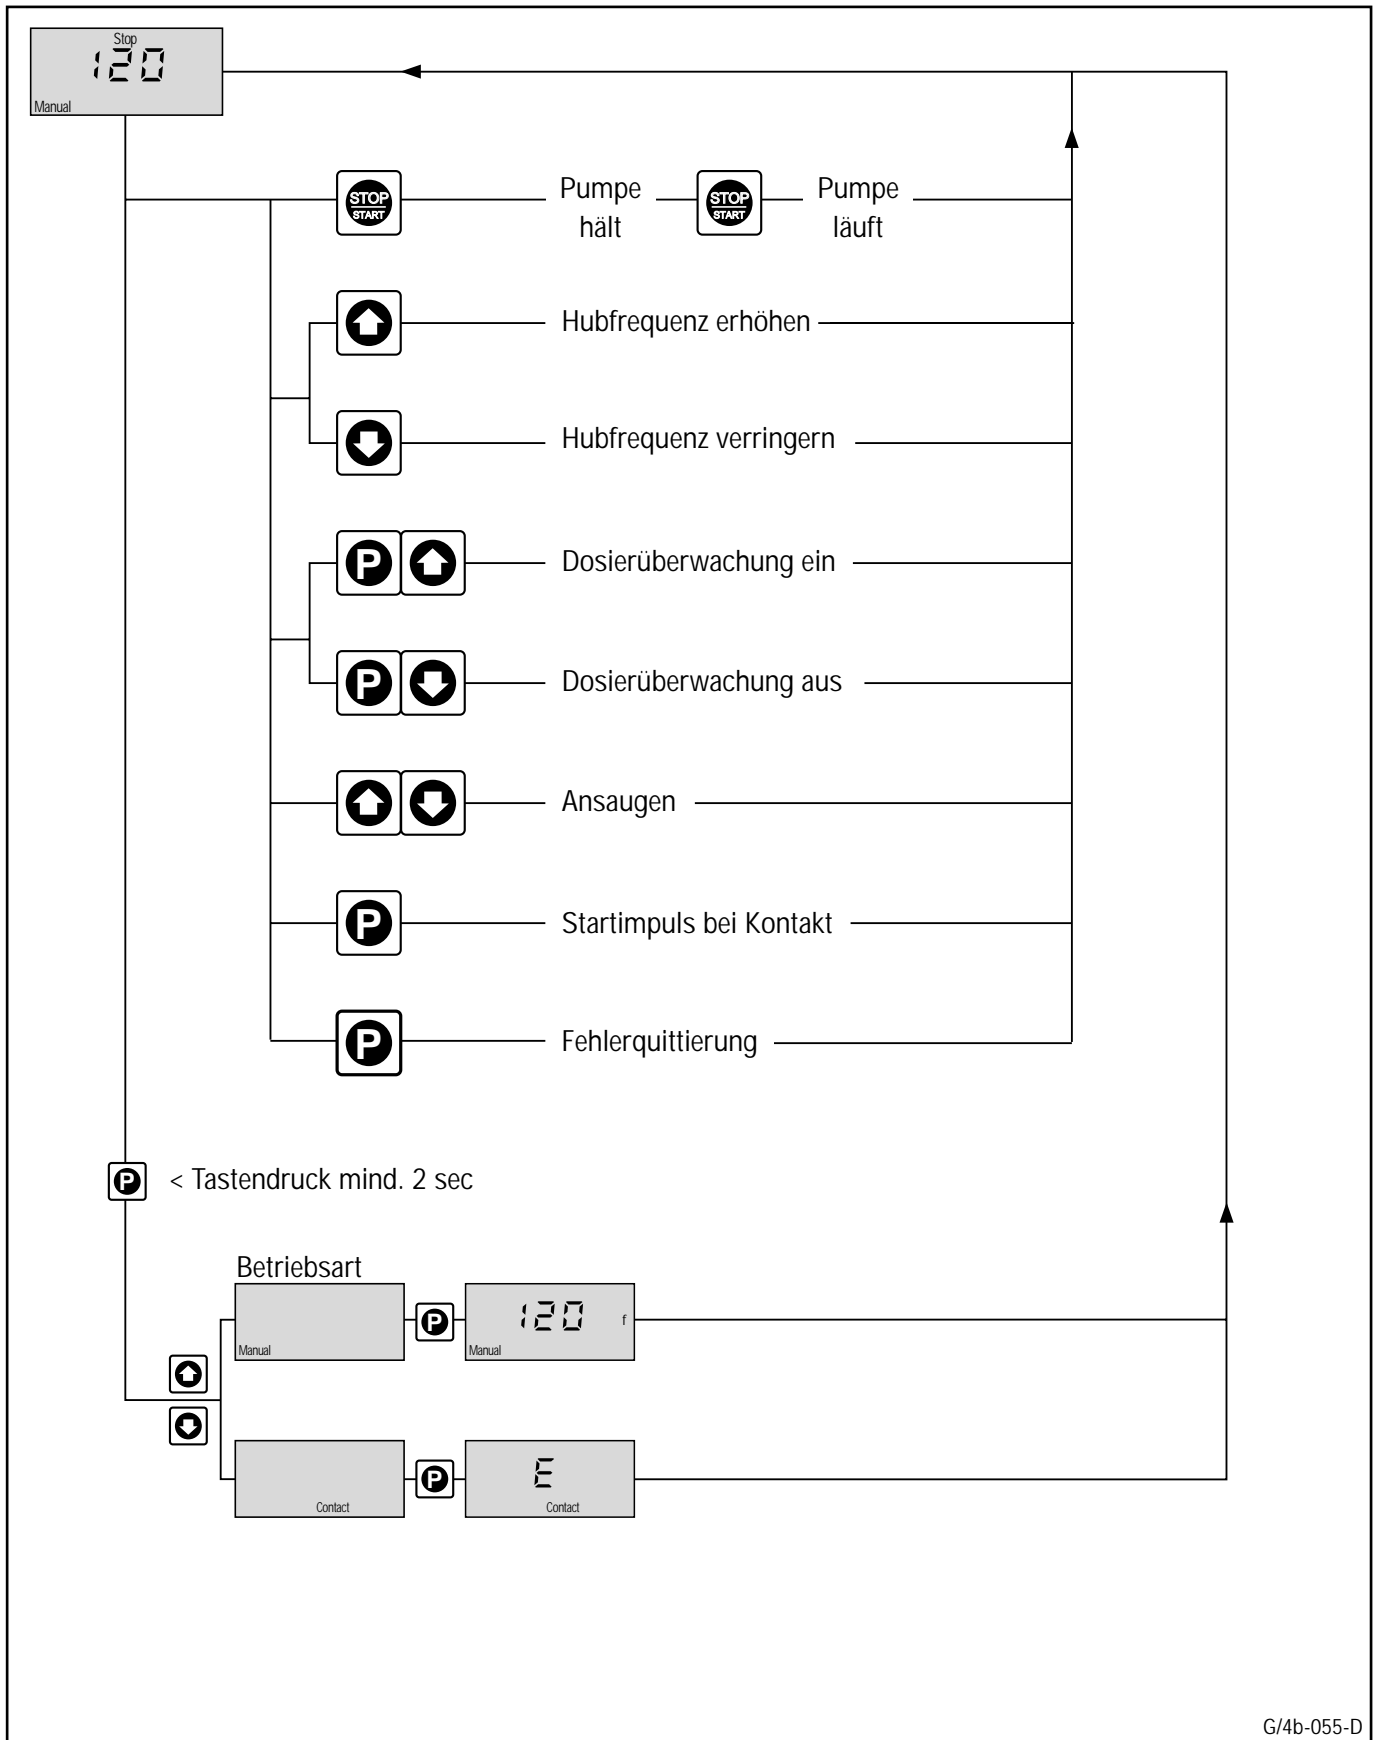 Stop
120
Manual
STOP
START
Pumpe
hält
STOP
START
Pumpe
läuft
Hubfrequenz erhöhen
Hubfrequenz verringern
P
Dosierüberwachung ein
P
Dosierüberwachung aus
Ansaugen
P
Startimpuls bei Kontakt
P
Fehlerquittierung
P
< Tastendruck mind. 2 sec
Betriebsart
Manual
P
120 f
Manual
Contact
P
E
Contact
G/4b-055-D